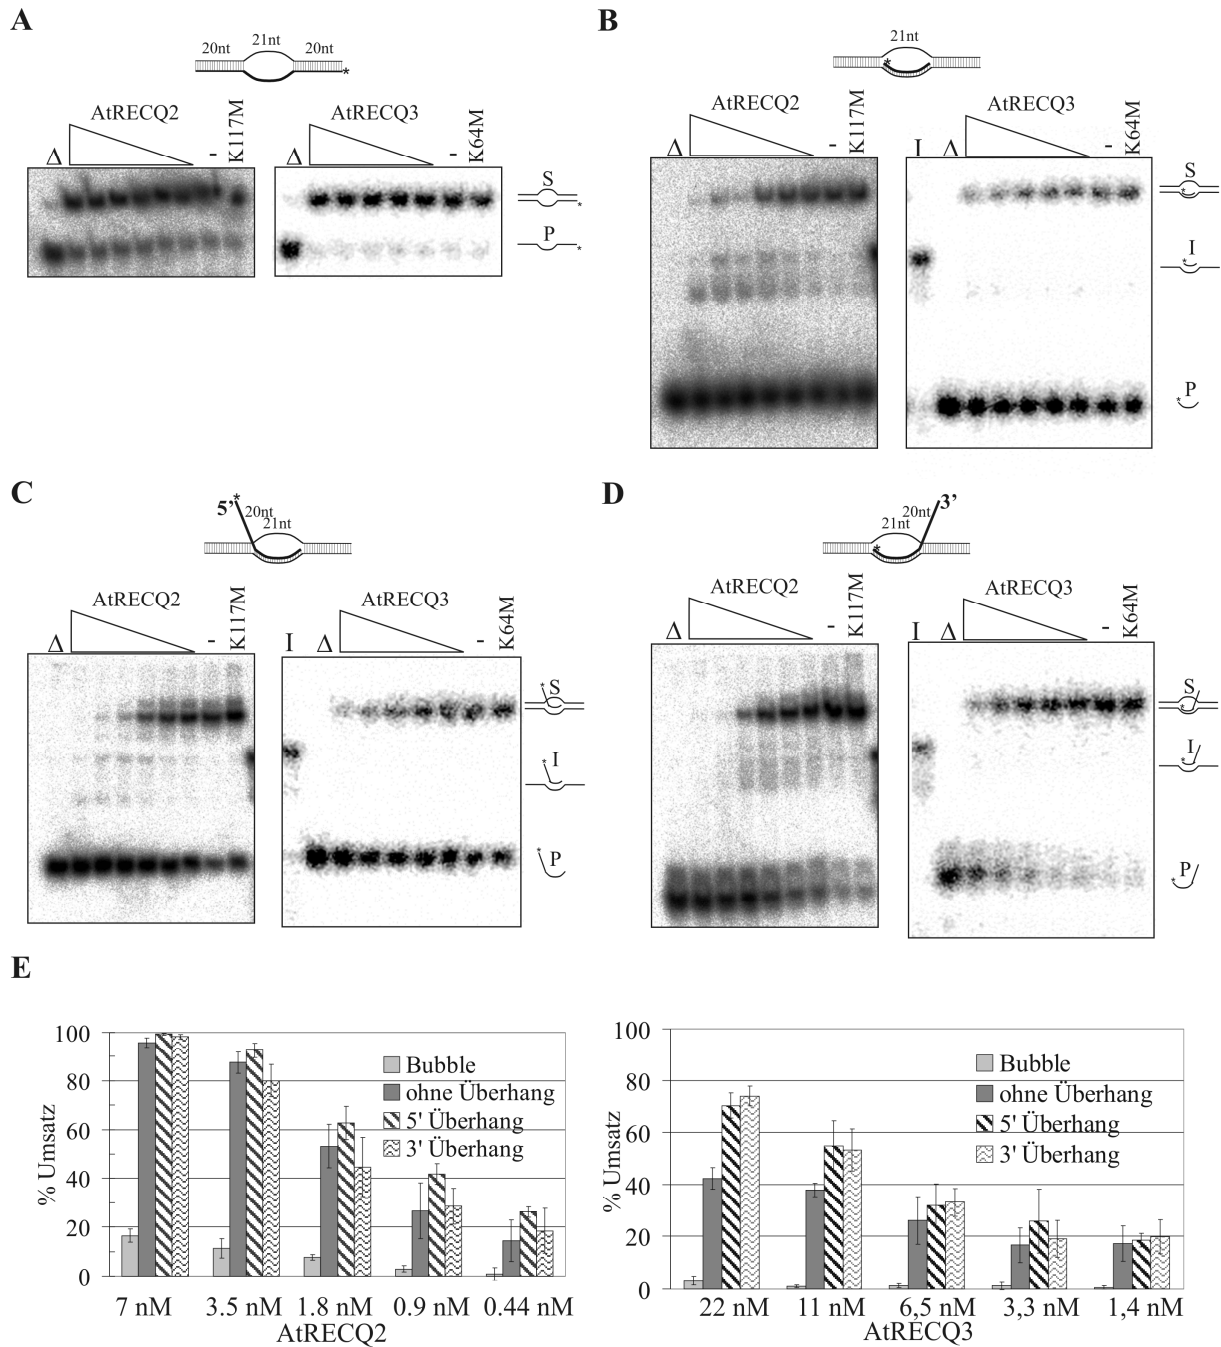 A
20nt 21nt 20nt
AtRECQ2
Δ - K117M
AtRECQ3
Δ - K64M
S
*
P
*
B
21nt
*
AtRECQ2
Δ - K117M
AtRECQ3
I Δ - K64M
S
*
I
*
P
*
C
5' *
20nt
21nt
AtRECQ2
Δ - K117M
AtRECQ3
I Δ - K64M
* S
I
*
* P
D
3'
20nt
21nt
*
AtRECQ2
Δ - K117M
AtRECQ3
I Δ - K64M
S
*
I
*
P
*
E
% Umsatz
100
80
60
40
20
0
Bubble
ohne Überhang
5' Überhang
3' Überhang
7 nM 3.5 nM 1.8 nM 0.9 nM 0.44 nM
AtRECQ2
% Umsatz
100
80
60
40
20
0
Bubble
ohne Überhang
5' Überhang
3' Überhang
22 nM 11 nM 6,5 nM 3,3 nM 1,4 nM
AtRECQ3